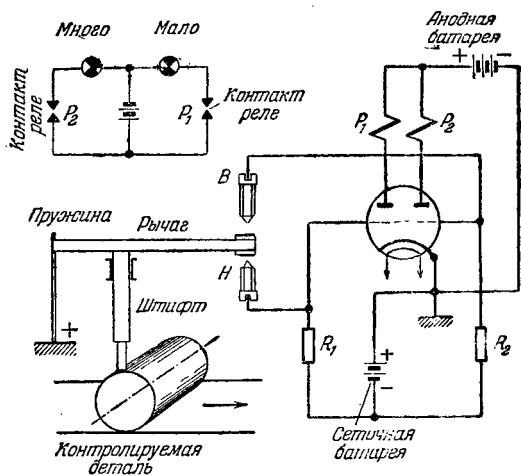 Много
Мало
Анодная
батарея
+
−
Контакт
реле
P₂
P₁
Контакт
реле
P₁
P₂
В
Пружина
Рычаг
Н
Штифт
+
R₁
+
−
R₂
Сеточная
батарея
Контролируемая
деталь